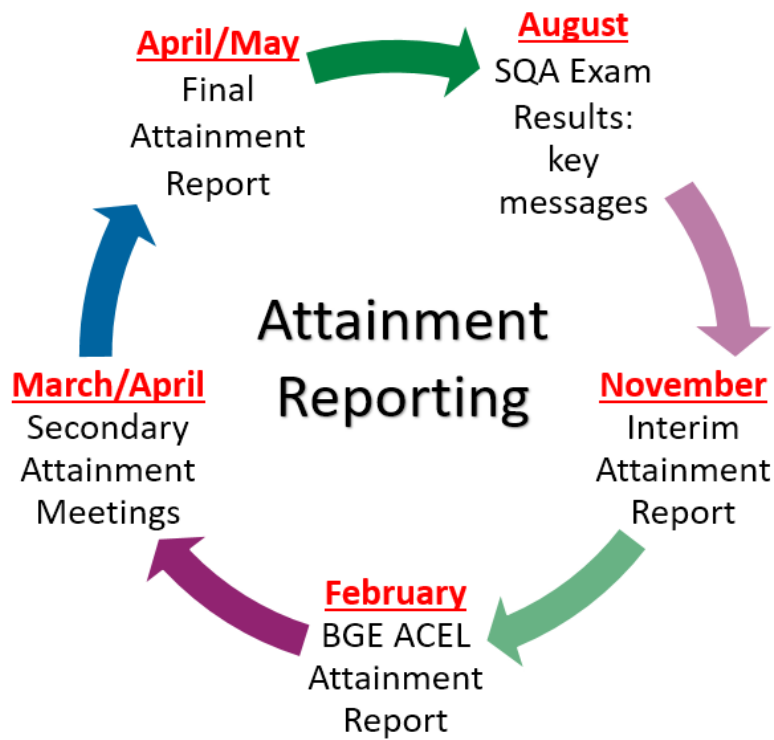 April/May
Final
Attainment
Report
August
SQA Exam
Results:
key
messages
Attainment
Reporting
March/April
Secondary
Attainment
Meetings
November
Interim
Attainment
Report
February
BGE ACEL
Attainment
Report